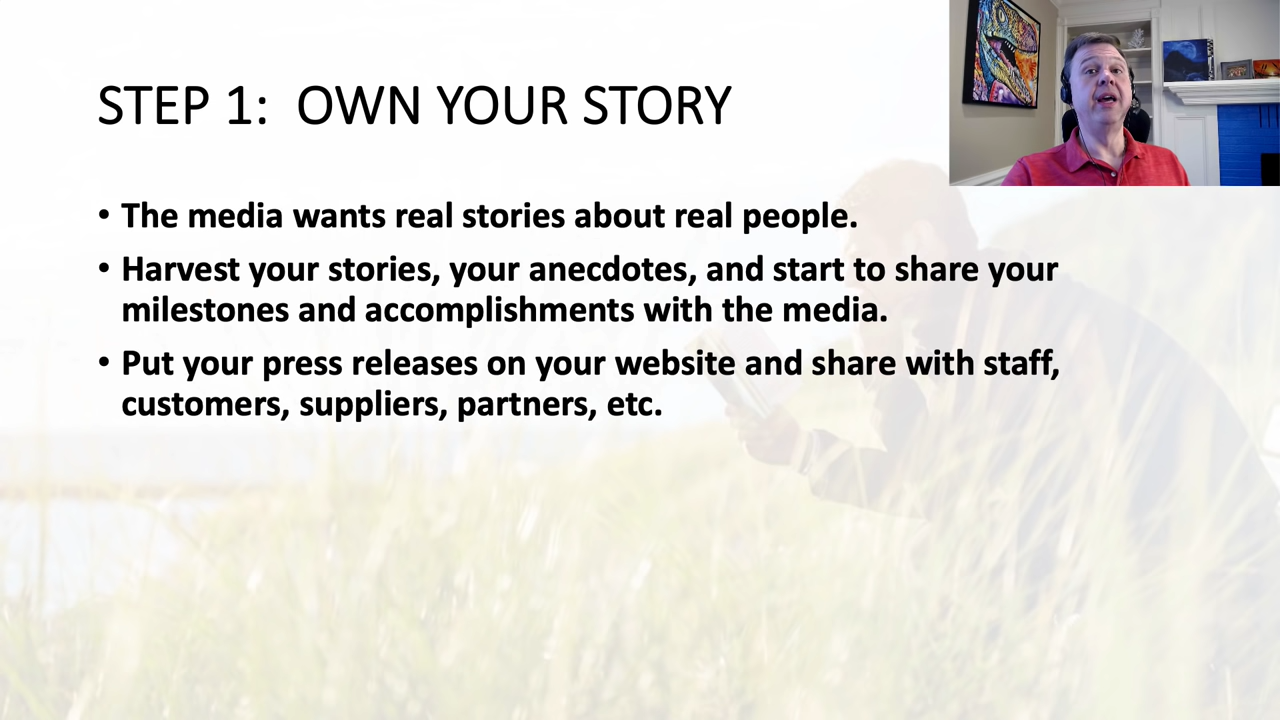 STEP 1: OWN YOUR STORY
• The media wants real stories about real people.
• Harvest your stories, your anecdotes, and start to share your
milestones and accomplishments with the media.
• Put your press releases on your website and share with staff,
customers, suppliers, partners, etc.